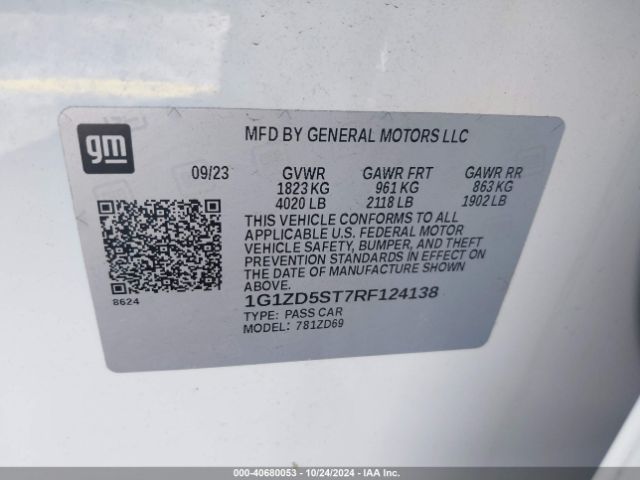 gm
MFD BY GENERAL MOTORS LLC
09/23 GVWR GAWR FRT GAWR RR
1823 KG 961 KG 863 KG
4020 LB 2118 LB 1902 LB
THIS VEHICLE CONFORMS TO ALL
APPLICABLE U.S. FEDERAL MOTOR
VEHICLE SAFETY, BUMPER, AND THEFT
PREVENTION STANDARDS IN EFFECT ON
THE DATE OF MANUFACTURE SHOWN
ABOVE.
8624
1G1ZD5ST7RF124138
TYPE: PASS CAR
MODEL: 781ZD69
000-40680053 - 10/24/2024 - IAA Inc.